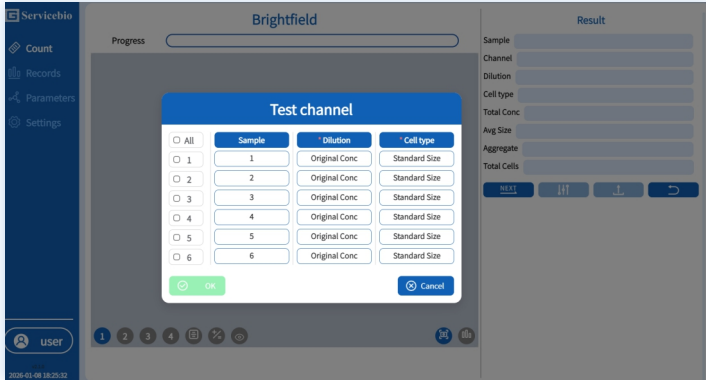 Servicebio
Count
Records
Parameters
Settings
user
2026-01-08 18:25:32
Brightfield
Progress
Test channel
All Sample *Dilution *Cell type
1 1 Original Conc Standard Size
2 2 Original Conc Standard Size
3 3 Original Conc Standard Size
4 4 Original Conc Standard Size
5 5 Original Conc Standard Size
6 6 Original Conc Standard Size
OK Cancel
1 2 3 4
Result
Sample
Channel
Dilution
Cell type
Total Conc
Avg Size
Aggregate
Total Cells
NEXT